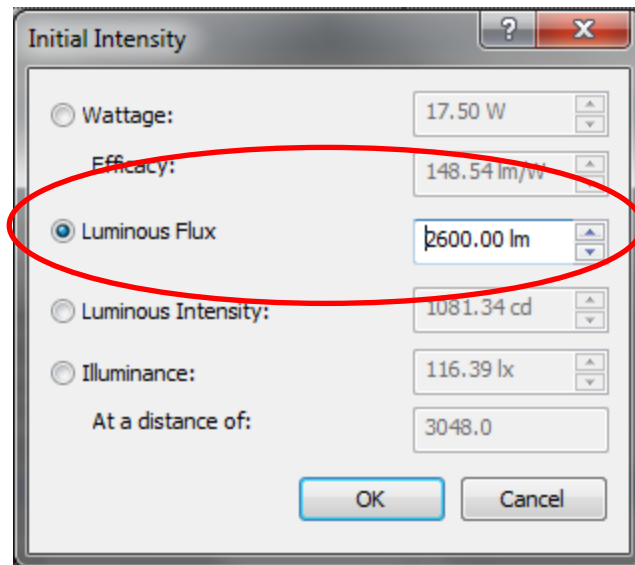 Initial Intensity ?
Wattage: 17.50 W
Efficacy: 148.54 lm/W
Luminous Flux 2600.00 lm
Luminous Intensity: 1081.34 cd
Illuminance: 116.39 lx
At a distance of: 3048.0
OK Cancel